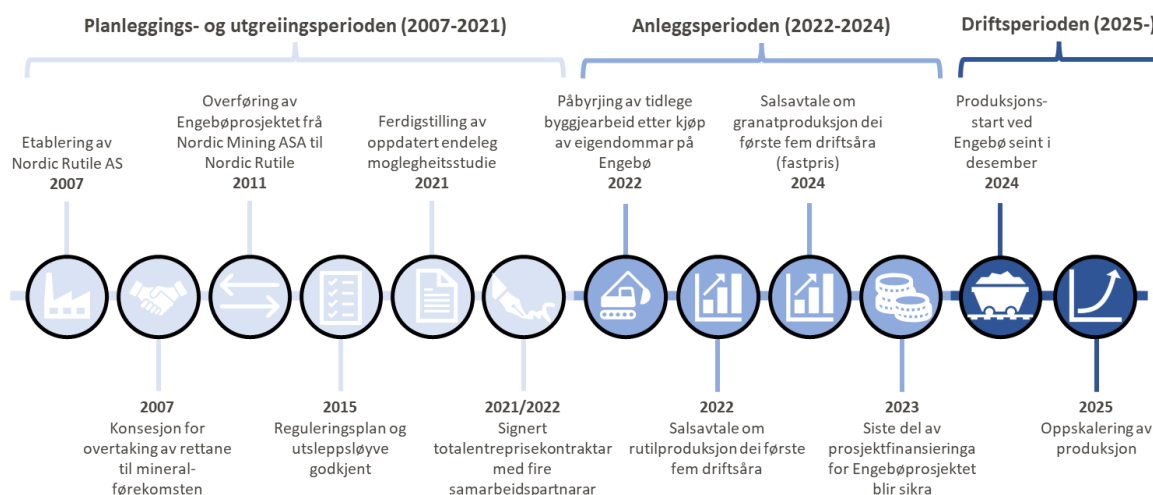 Planleggings- og utgreiingsperioden (2007-2021)
Anleggsperioden (2022-2024)
Driftsperioden (2025-)
Etablering av
Nordic Rutile AS
2007
Overføring av
Engebøprosjektet frå
Nordic Mining ASA til
Nordic Rutile
2011
Ferdigstilling av
oppdatert endeleg
moglegheitsstudie
2021
Påbyrjing av tidlege
byggjearbeid etter kjøp
av eigendommar på
Engebø
2022
Salsavtale om
granatproduksjon dei
første fem driftsåra
(fastpris)
2024
Produksjons-
start ved
Engebø seint i
desember
2024
2007
Konsesjon for
overtaking av rettane
til mineral-
førekomsten
2015
Reguleringsplan og
utsleppsløyve
godkjent
2021/2022
Signert
totalentreprisekontraktar
med fire
samarbeidspartnarar
2022
Salsavtale om
rutilproduksjon dei første
fem driftsåra
2023
Siste del av
prosjektfinansieringa
for Engebøprosjektet
blir sikra
2025
Oppskalering av
produksjon